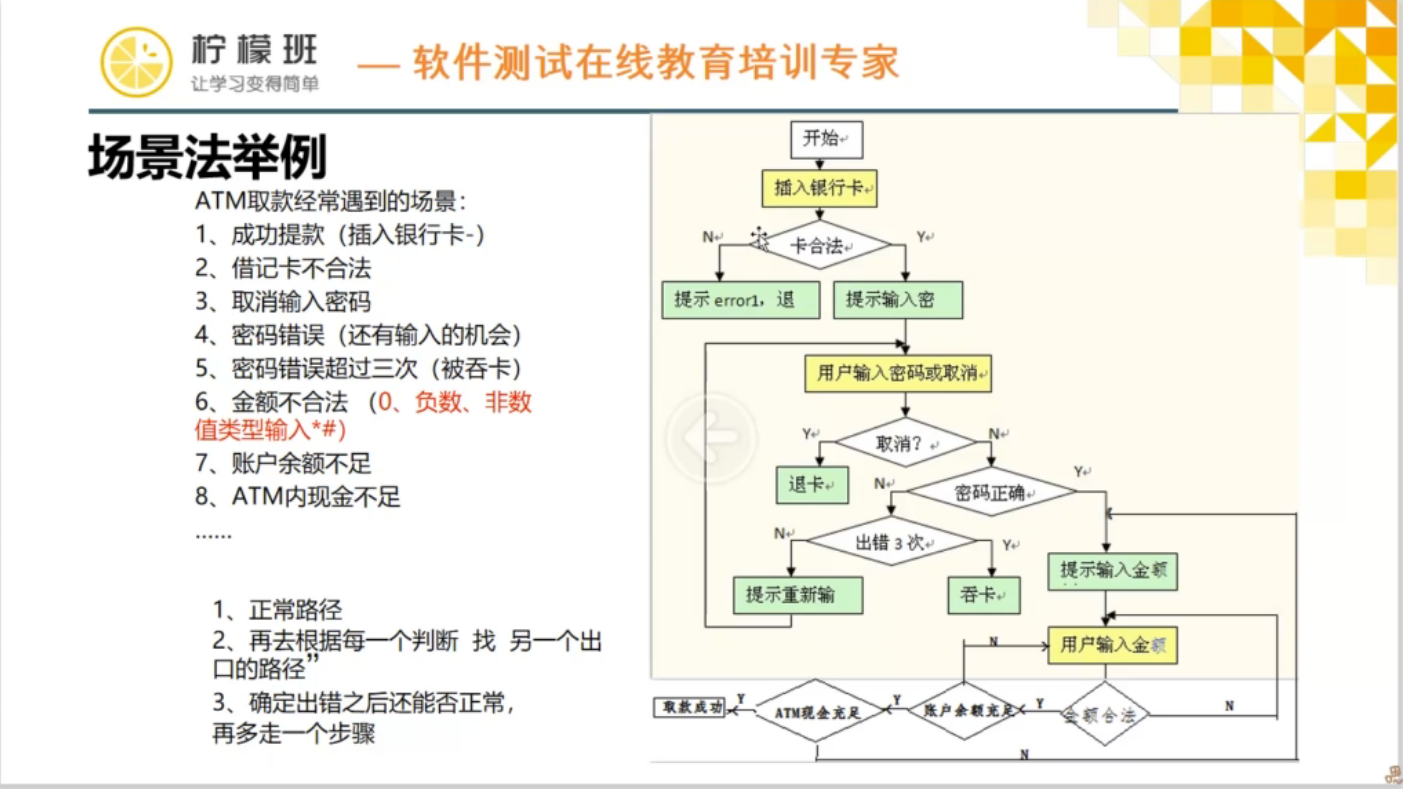 柠檬班
让学习变得简单
— 软件测试在线教育培训专家
场景法举例
ATM取款经常遇到的场景：
1、成功提款（插入银行卡-）
2、借记卡不合法
3、取消输入密码
4、密码错误（还有输入的机会）
5、密码错误超过三次（被吞卡）
6、金额不合法 （0、负数、非数
值类型输入*#）
7、账户余额不足
8、ATM内现金不足
......
1、正常路径
2、再去根据每一个判断 找 另一个出
口的路径”
3、确定出错之后还能否正常，
再多走一个步骤
开始
插入银行卡
N
卡合法
Y
提示 error1，退
提示输入密
用户输入密码或取消
Y
取消？
N
退卡
N
密码正确
Y
N
出错 3 次
Y
提示重新输
吞卡
提示输入金额
N
用户输入金额
取款成功
Y
ATM现金充足
Y
账户余额充足
Y
金额合法
N
N